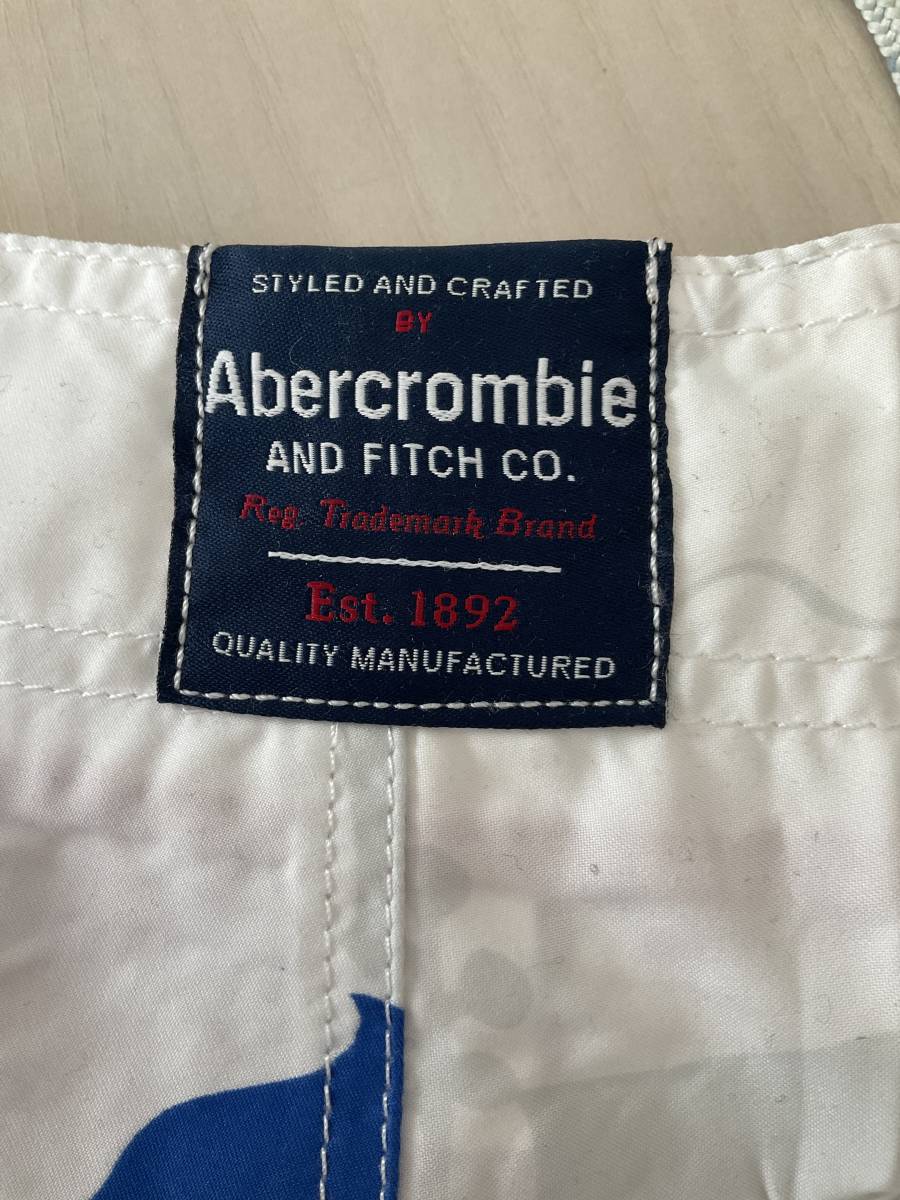 STYLED AND CRAFTED
BY
Abercrombie
AND FITCH CO.
Reg. Trademark Brand
Est. 1892
QUALITY MANUFACTURED